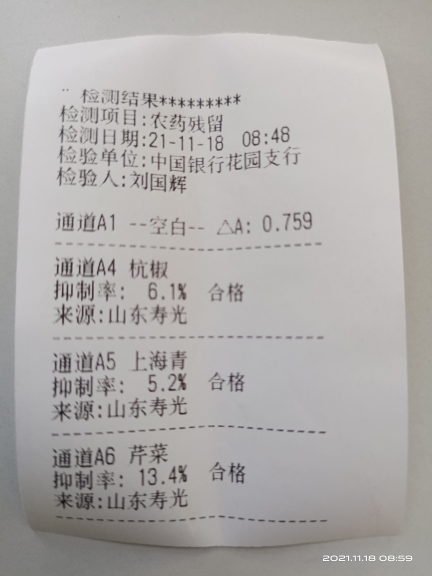 检测结果*********
检测项目:农药残留
检测日期:21-11-18 08:48
检验单位:中国银行花园支行
检验人:刘国辉
通道A1 --空白-- △A: 0.759
通道A4 杭椒
抑制率: 6.1% 合格
来源:山东寿光
通道A5 上海青
抑制率: 5.2% 合格
来源:山东寿光
通道A6 芹菜
抑制率: 13.4% 合格
来源:山东寿光
2021.11.18 08:59